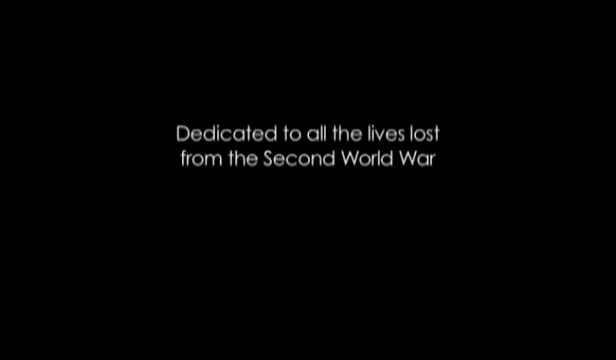 Dedicated to all the lives lost
from the Second World War